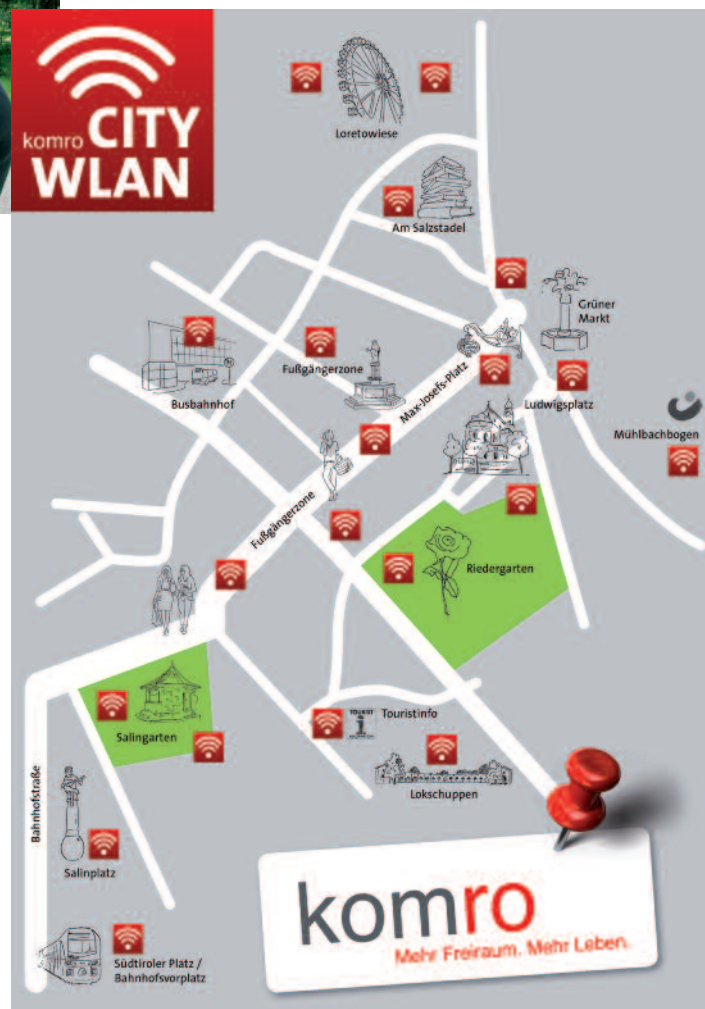 komro CITY
WLAN
Loretowiese
Am Salzstadel
Grüner
Markt
Fußgängerzone
Max-Josefs-Platz
Busbahnhof
Ludwigsplatz
Mühlbachbogen
Fußgängerzone
Riedergarten
TOURIST
i
Touristinfo
Salingarten
Lokschuppen
Bahnhofstraße
Salinplatz
Südtiroler Platz /
Bahnhofsvorplatz
komro
Mehr Freiraum. Mehr Leben.